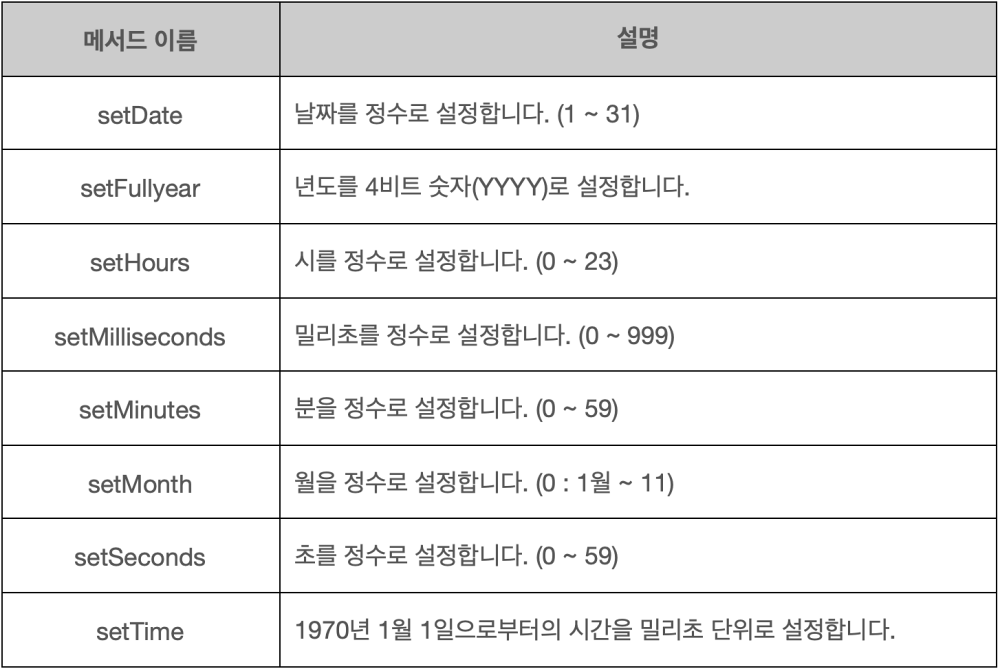 메서드 이름 설명
setDate 날짜를 정수로 설정합니다. (1 ~ 31)
setFullyear 년도를 4비트 숫자(YYYY)로 설정합니다.
setHours 시를 정수로 설정합니다. (0 ~ 23)
setMilliseconds 밀리초를 정수로 설정합니다. (0 ~ 999)
setMinutes 분을 정수로 설정합니다. (0 ~ 59)
setMonth 월을 정수로 설정합니다. (0 : 1월 ~ 11)
setSeconds 초를 정수로 설정합니다. (0 ~ 59)
setTime 1970년 1월 1일으로부터의 시간을 밀리초 단위로 설정합니다.